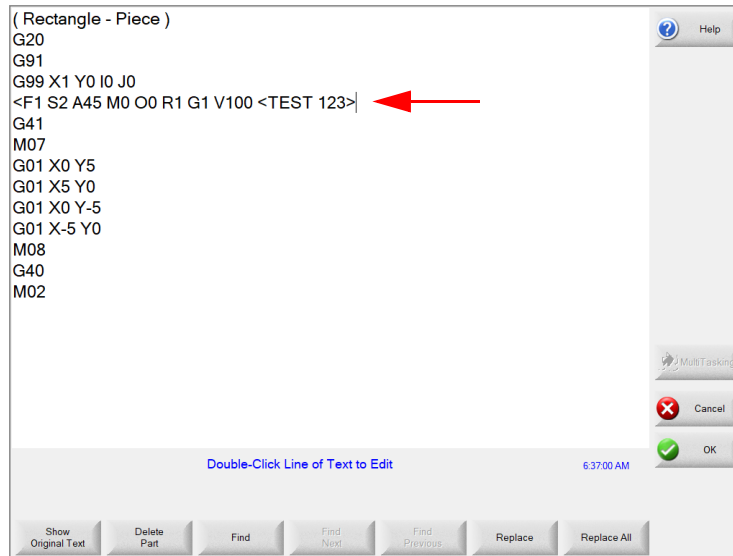 ( Rectangle - Piece )
G20
G91
G99 X1 Y0 I0 J0
<F1 S2 A45 M0 O0 R1 G1 V100 <TEST 123>
G41
M07
G01 X0 Y5
G01 X5 Y0
G01 X0 Y-5
G01 X-5 Y0
M08
G40
M02
Help
MultiTasking
Cancel
OK
Double-Click Line of Text to Edit
6:37:00 AM
Show
Original Text
Delete
Part
Find
Find
Next
Find
Previous
Replace
Replace All